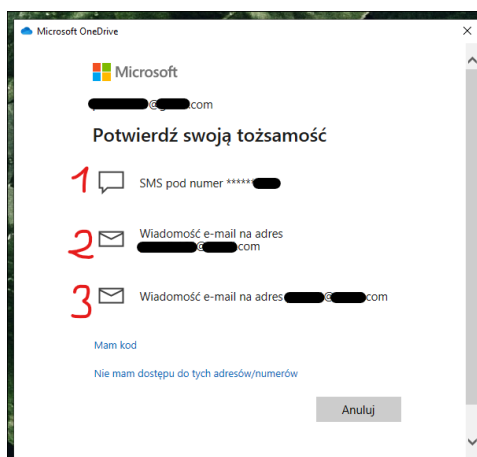 Microsoft OneDrive
Microsoft
@ .com
Potwierdź swoją tożsamość
1 SMS pod numer *****
2 Wiadomość e-mail na adres
@ com
3 Wiadomość e-mail na adres @ com
Mam kod
Nie mam dostępu do tych adresów/numerów
Anuluj